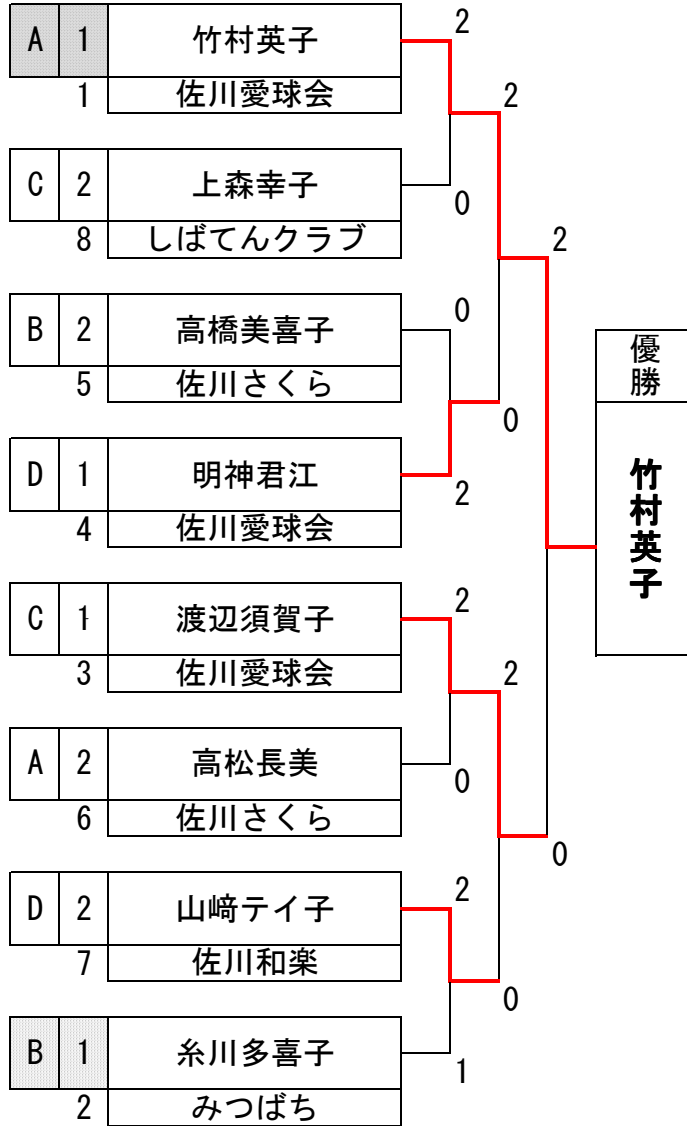 A 1 竹村英子 2
1 佐川愛球会 2
C 2 上森幸子 0
8 しばてんクラブ 2
B 2 高橋美喜子 0
5 佐川さくら 0
D 1 明神君江 2
4 佐川愛球会
優勝
竹村英子
C 1 渡辺須賀子 2
3 佐川愛球会 2
A 2 高松長美 0
6 佐川さくら 0
D 2 山﨑テイ子 2
7 佐川和楽 0
B 1 糸川多喜子 1
2 みつばち